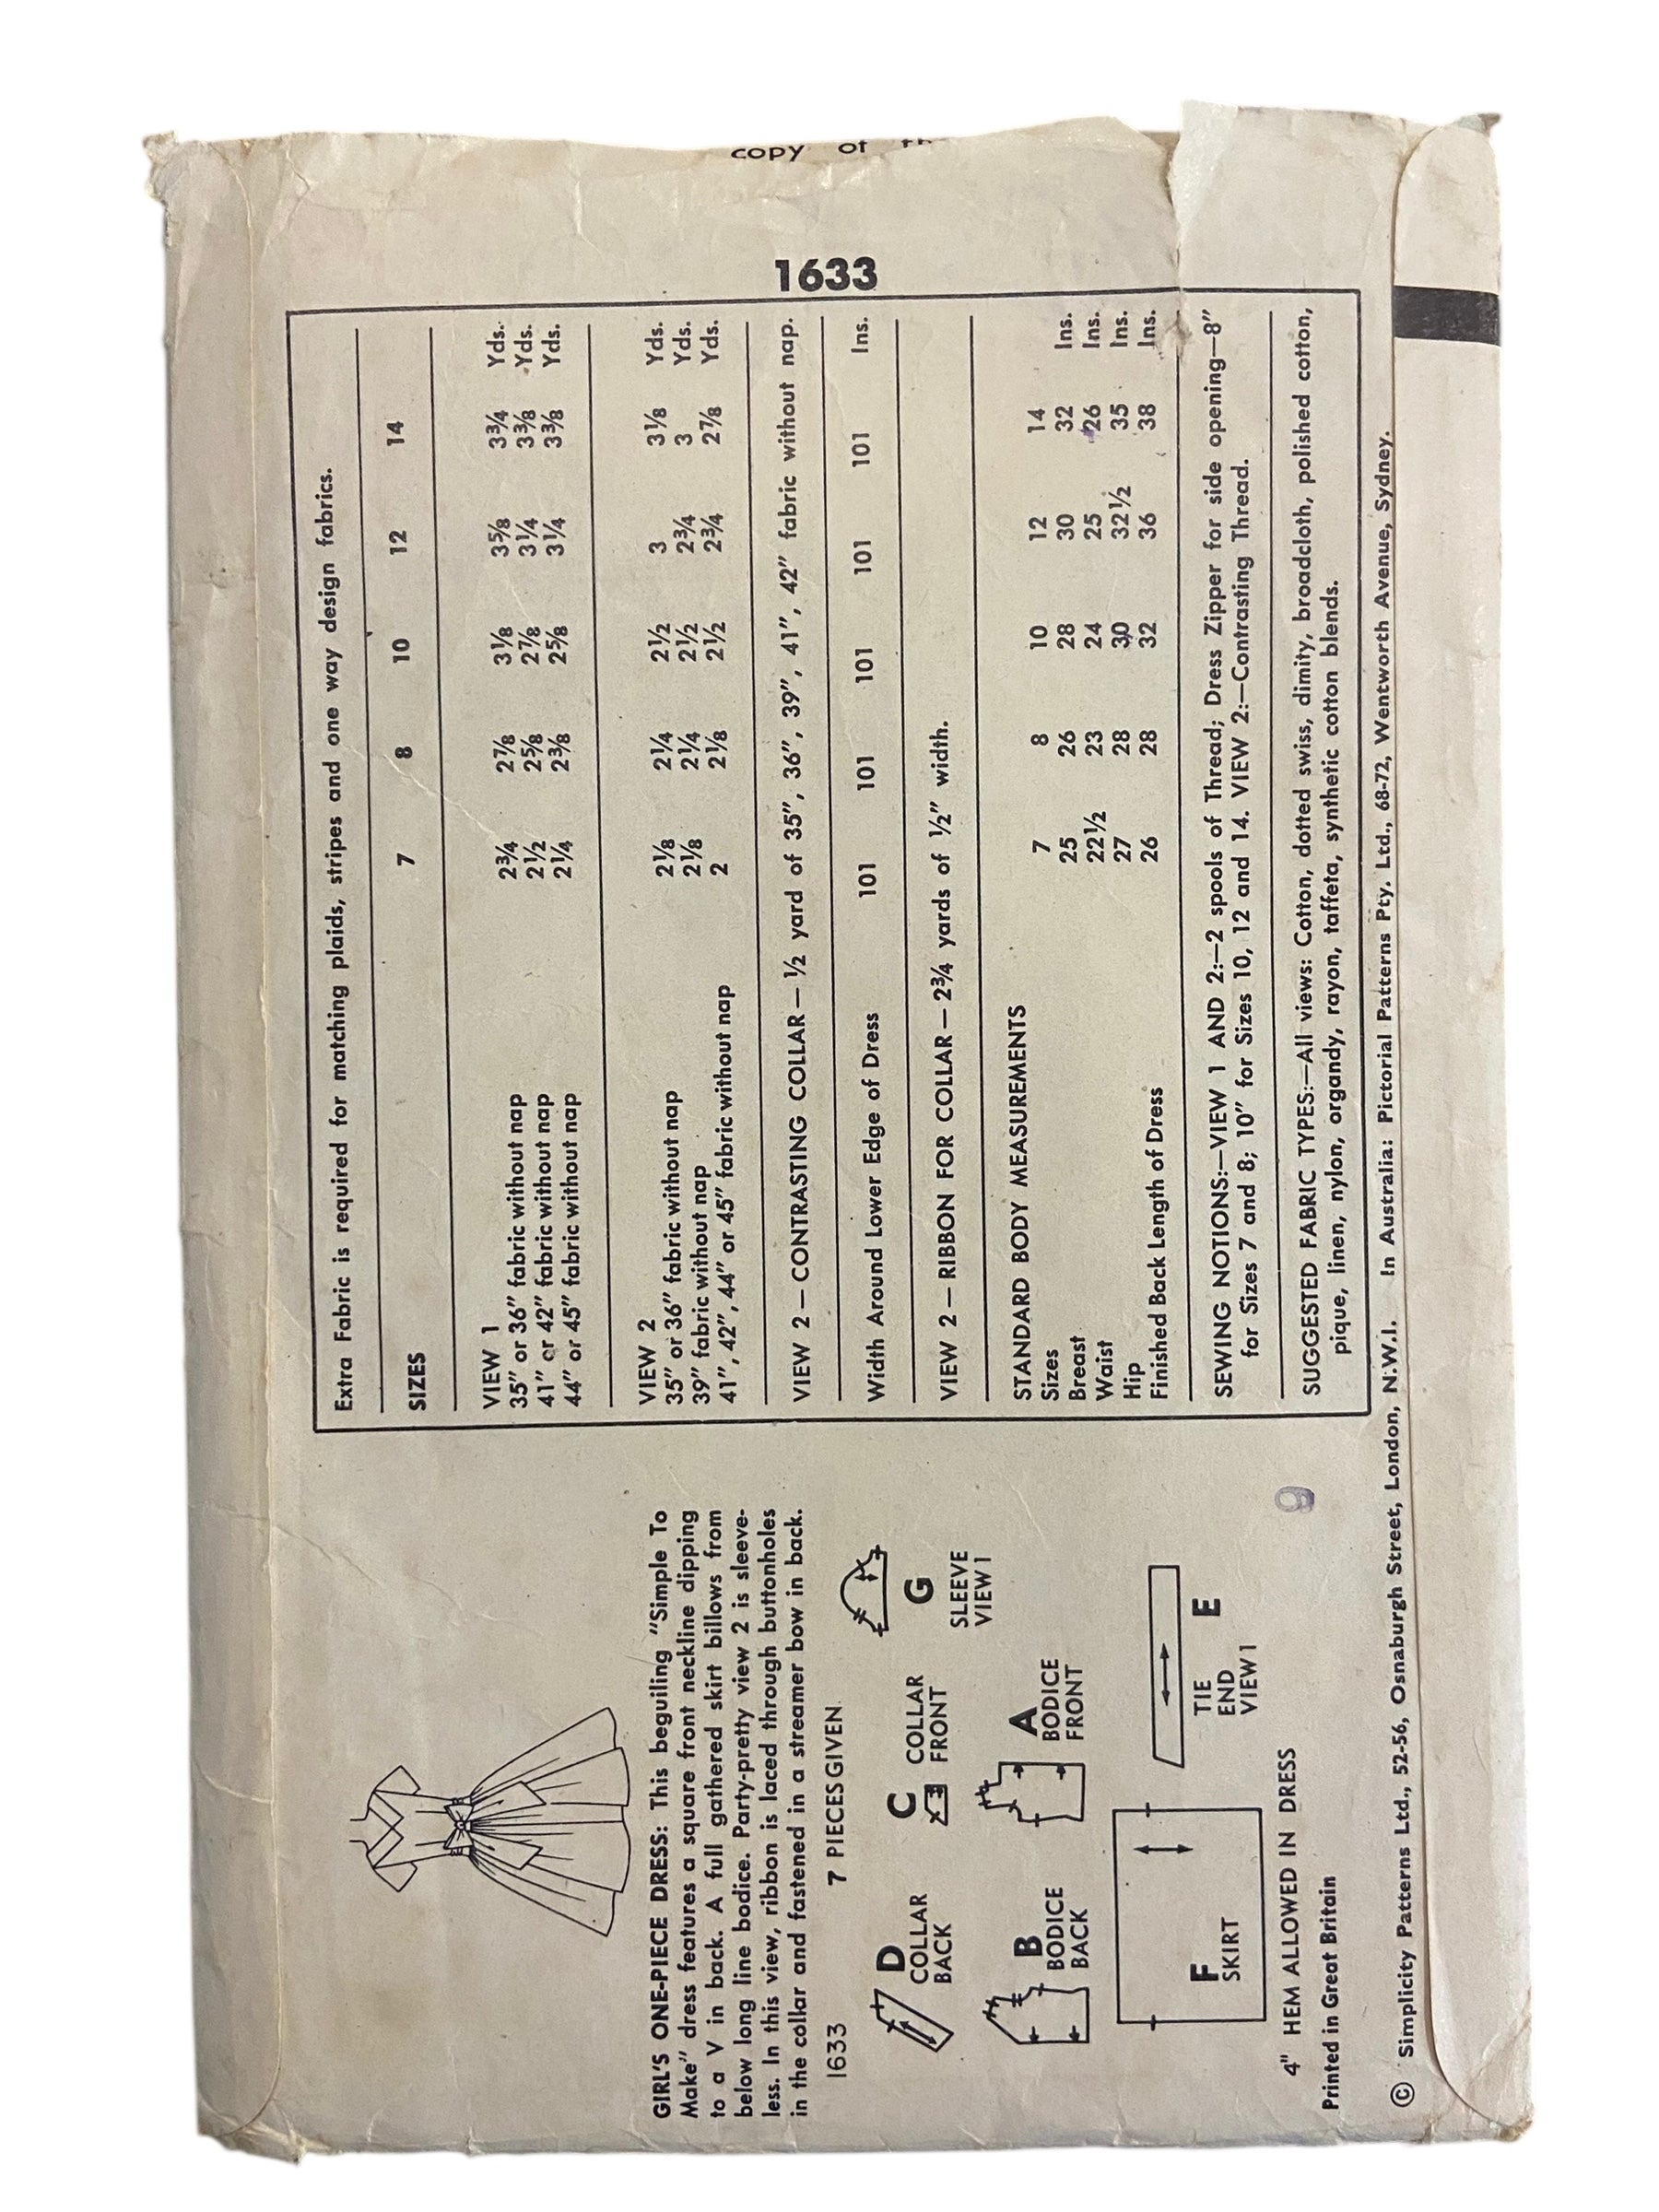 copy of
1633
GIRL'S ONE-PIECE DRESS: This beguiling "Simple To
Make" dress features a square front neckline dipping
to a V in back. A full gathered skirt billows from
below long line bodice. Party-pretty view 2 is sleeve-
less. In this view, ribbon is laced through buttonholes
in the collar and fastened in a streamer bow in back.
1633 7 PIECES GIVEN
D
COLLAR
BACK
C
COLLAR
FRONT
G
SLEEVE
VIEW 1
B
BODICE
BACK
A
BODICE
FRONT
F
SKIRT
TIE
END
VIEW 1
E
4" HEM ALLOWED IN DRESS
9
Printed in Great Britain
Extra Fabric is required for matching plaids, stripes and one way design fabrics.
SIZES 7 8 10 12 14
VIEW 1
35" or 36" fabric without nap 2¾ 2⅞ 3⅛ 3⅝ 3¾ Yds.
41" or 42" fabric without nap 2½ 2⅝ 2⅞ 3¼ 3⅜ Yds.
44" or 45" fabric without nap 2¼ 2⅜ 2⅝ 3¼ 3⅜ Yds.
VIEW 2
35" or 36" fabric without nap 2⅛ 2¼ 2½ 3 3⅛ Yds.
39" fabric without nap 2⅛ 2¼ 2½ 2¾ 3 Yds.
41", 42", 44" or 45" fabric without nap 2 2⅛ 2½ 2¾ 2⅞ Yds.
VIEW 2 — CONTRASTING COLLAR — ½ yard of 35", 36", 39", 41", 42" fabric without nap.
Width Around Lower Edge of Dress 101 101 101 101 101 Ins.
VIEW 2 — RIBBON FOR COLLAR — 2¾ yards of ½" width.
STANDARD BODY MEASUREMENTS
Sizes 7 8 10 12 14
Breast 25 26 28 30 32 Ins.
Waist 22½ 23 24 25 26 Ins.
Hip 27 28 30 32½ 35 Ins.
Finished Back Length of Dress 26 28 32 36 38 Ins.
SEWING NOTIONS:—VIEW 1 AND 2:—2 spools of Thread; Dress Zipper for side opening—8"
for Sizes 7 and 8; 10" for Sizes 10, 12 and 14. VIEW 2:—Contrasting Thread.
SUGGESTED FABRIC TYPES:—All views: Cotton, dotted swiss, dimity, broadcloth, polished cotton,
pique, linen, nylon, organdy, rayon, taffeta, synthetic cotton blends.
© Simplicity Patterns Ltd., 52-56, Osnaburgh Street, London, N.W.1. In Australia: Pictorial Patterns Pty. Ltd., 68-72, Wentworth Avenue, Sydney.